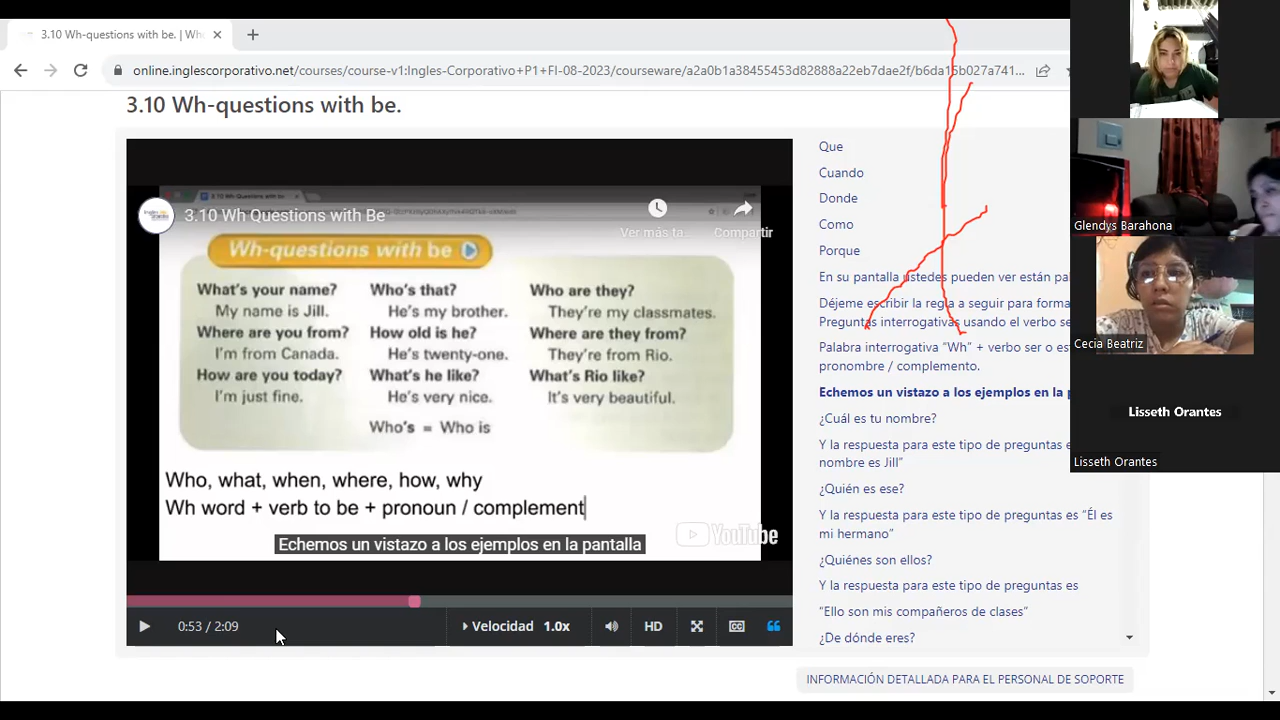 3.10 Wh-questions with be. | Wh
online.inglescorporativo.net/courses/course-v1:Ingles-Corporativo+P1+FI-08-2023/courseware/a2a0b1a38455453d82888a22eb7dae2f/b6da15b027a741...
3.10 Wh-questions with be.
3.10 Wh Questions with Be
Ver más ta...
Compartir
Wh-questions with be
What's your name?
My name is Jill.
Where are you from?
I'm from Canada.
How are you today?
I'm just fine.
Who's that?
He's my brother.
How old is he?
He's twenty-one.
What's he like?
He's very nice.
Who's = Who is
Who are they?
They're my classmates.
Where are they from?
They're from Rio.
What's Rio like?
It's very beautiful.
Who, what, when, where, how, why
Wh word + verb to be + pronoun / complement
Echemos un vistazo a los ejemplos en la pantalla
YouTube
0:53 / 2:09
Velocidad 1.0x
HD
CC
Que
Cuando
Donde
Como
Porque
En su pantalla ustedes pueden ver están pa
Déjeme escribir la regla a seguir para forma
Preguntas interrogativas usando el verbo se
Palabra interrogativa “Wh” + verbo ser o es
pronombre / complemento.
Echemos un vistazo a los ejemplos en la p
¿Cuál es tu nombre?
Y la respuesta para este tipo de preguntas e
nombre es Jill”
¿Quién es ese?
Y la respuesta para este tipo de preguntas es “Él es
mi hermano”
¿Quiénes son ellos?
Y la respuesta para este tipo de preguntas es
“Ello son mis compañeros de clases”
¿De dónde eres?
INFORMACIÓN DETALLADA PARA EL PERSONAL DE SOPORTE
Glendys Barahona
Cecia Beatriz
Lisseth Orantes
Lisseth Orantes